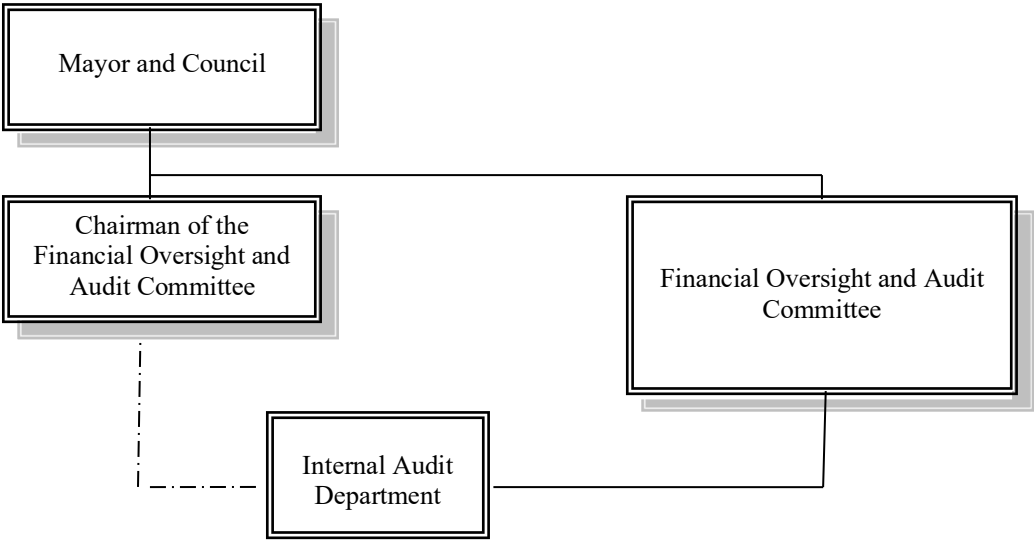 Mayor and Council
Chairman of the
Financial Oversight and
Audit Committee
Financial Oversight and Audit
Committee
Internal Audit
Department